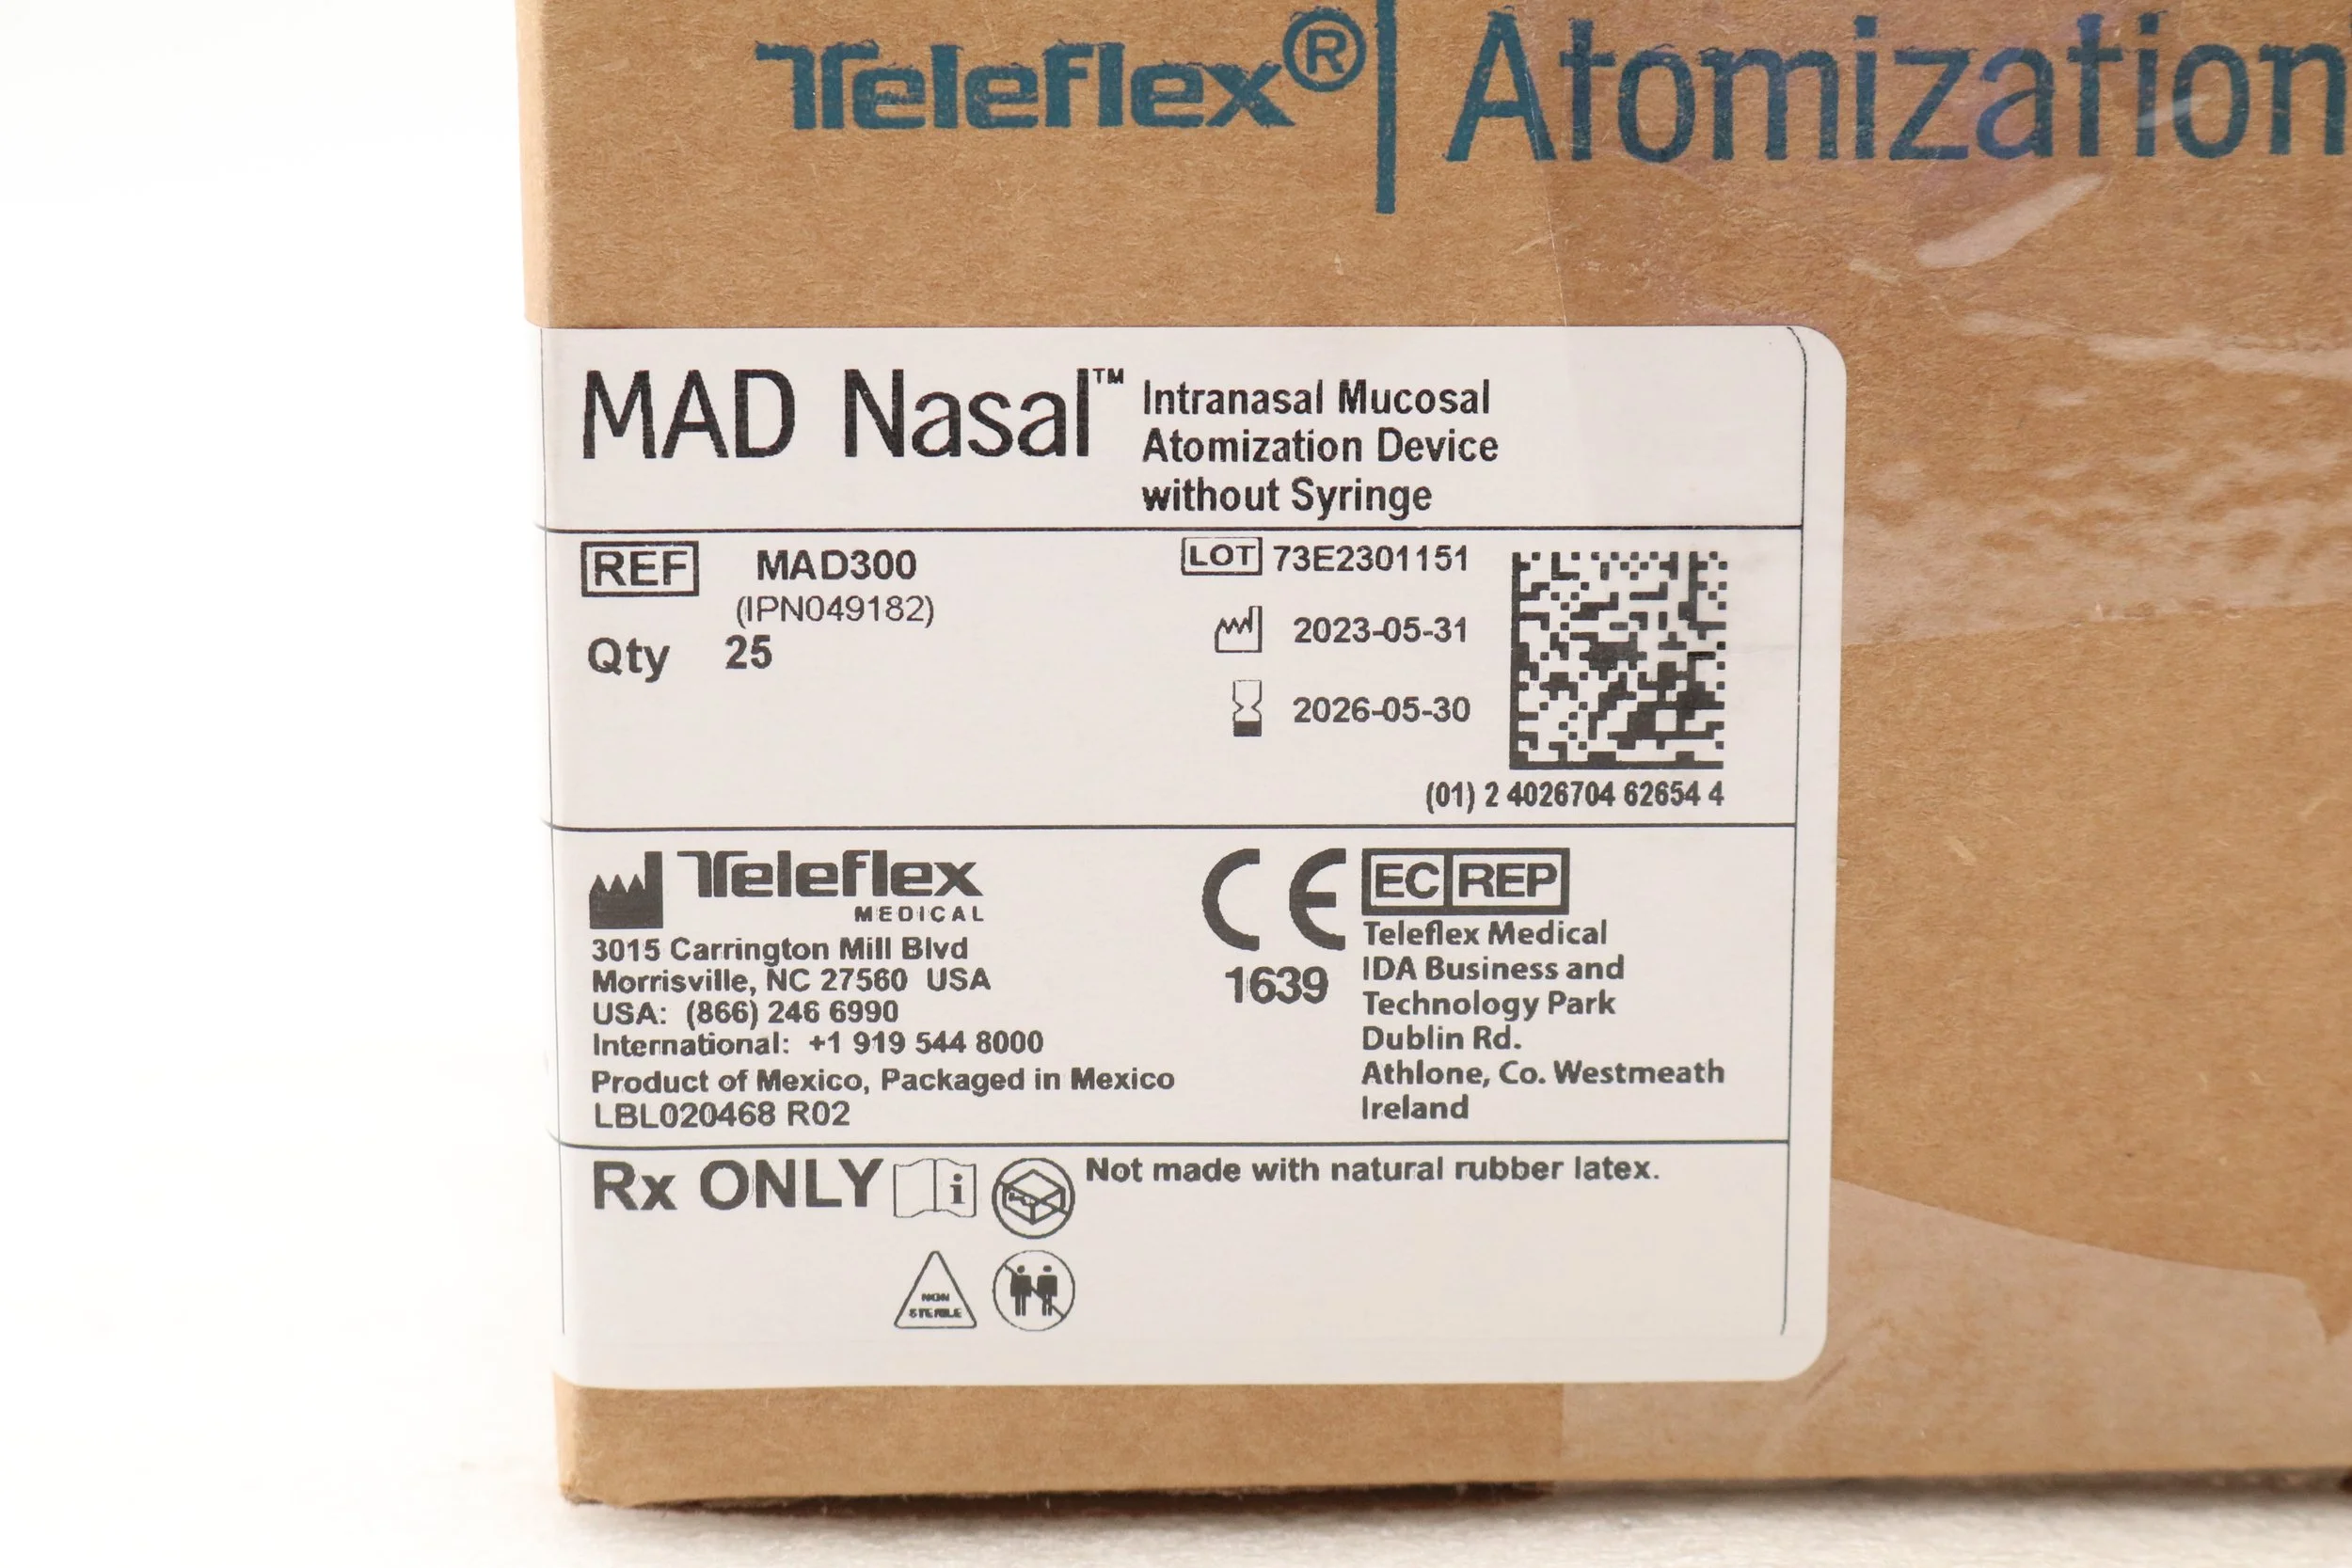 Teleflex® | Atomization
MAD Nasal™ Intranasal Mucosal
Atomization Device
without Syringe
REF MAD300
(IPN049182)
Qty 25
LOT 73E2301151
2023-05-31
2026-05-30
(01) 2 4026704 62654 4
Teleflex
MEDICAL
3015 Carrington Mill Blvd
Morrisville, NC 27560 USA
USA: (866) 246 6990
International: +1 919 544 8000
Product of Mexico, Packaged in Mexico
LBL020468 R02
CE
1639
EC REP
Teleflex Medical
IDA Business and
Technology Park
Dublin Rd.
Athlone, Co. Westmeath
Ireland
Rx ONLY
i
Not made with natural rubber latex.
NON
STERILE